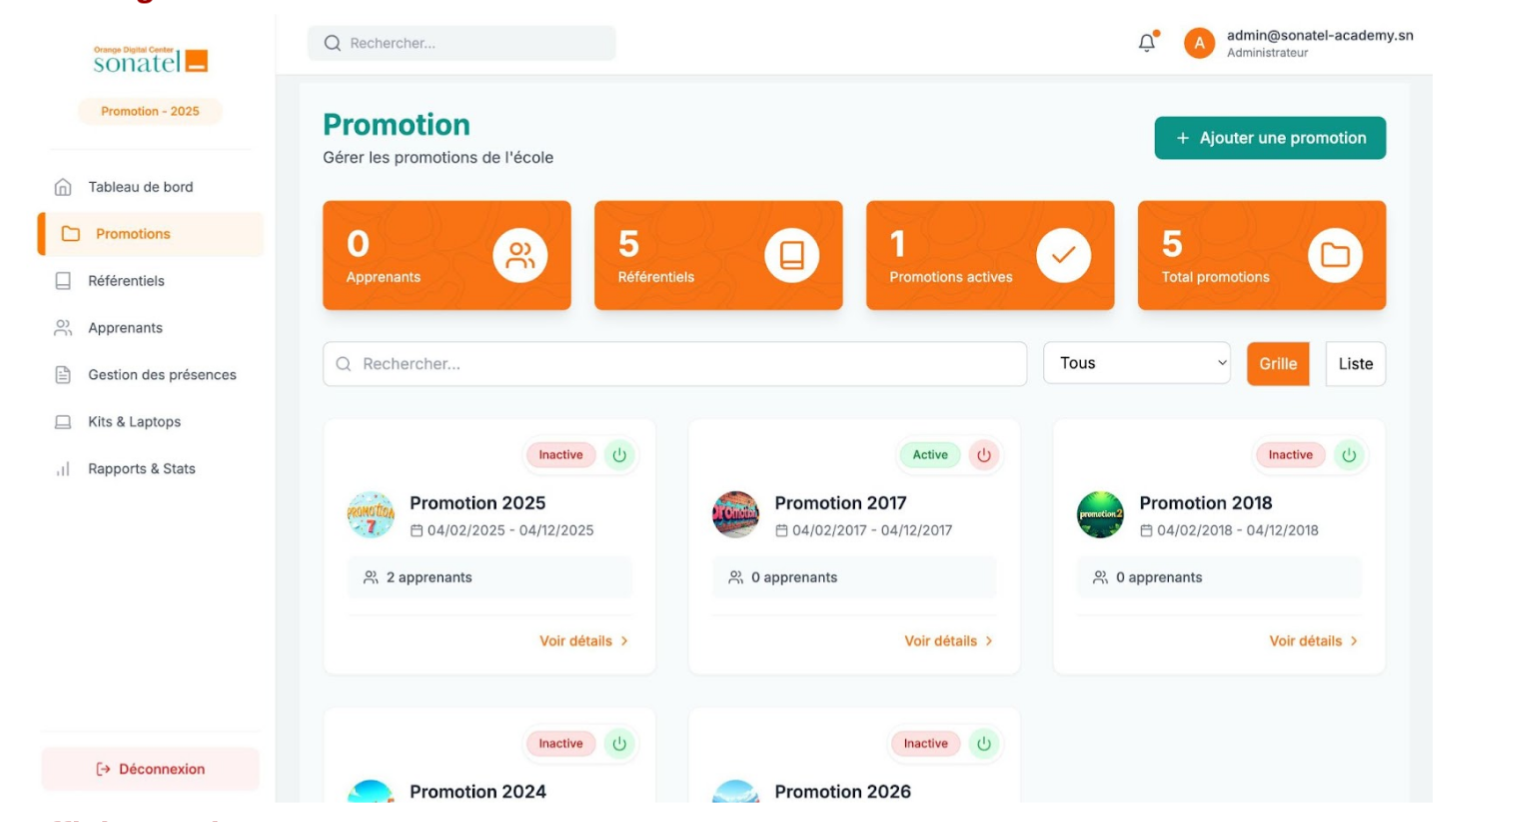 Rechercher...
admin@sonatel-academy.sn
A
Administrateur
Orange Digital Center
sonatel
Promotion - 2025
Tableau de bord
Promotions
Référentiels
Apprenants
Gestion des présences
Kits & Laptops
Rapports & Stats
Déconnexion
Promotion
Gérer les promotions de l'école
+ Ajouter une promotion
0
Apprenants
5
Référentiels
1
Promotions actives
5
Total promotions
Rechercher...
Tous
Grille
Liste
Inactive
PROMOTION
7
Promotion 2025
04/02/2025 - 04/12/2025
2 apprenants
Voir détails >
Active
Promotion 2017
04/02/2017 - 04/12/2017
0 apprenants
Voir détails >
Inactive
promotion2
Promotion 2018
04/02/2018 - 04/12/2018
0 apprenants
Voir détails >
Inactive
Promotion 2024
Inactive
Promotion 2026